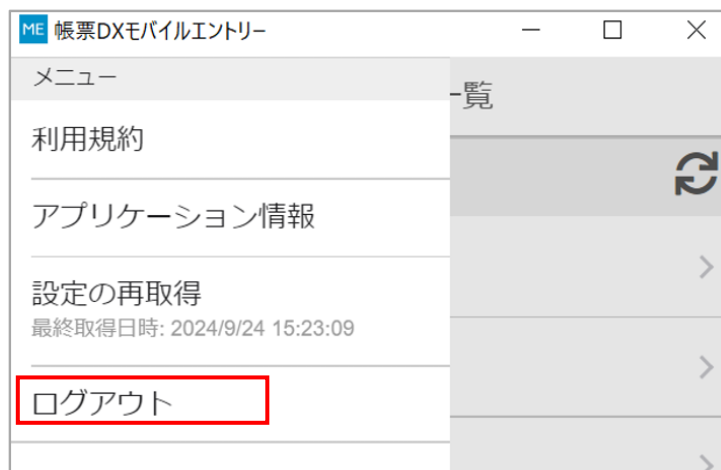 ME 帳票DXモバイルエントリー
メニュー
一覧
利用規約
アプリケーション情報
設定の再取得
最終取得日時: 2024/9/24 15:23:09
ログアウト